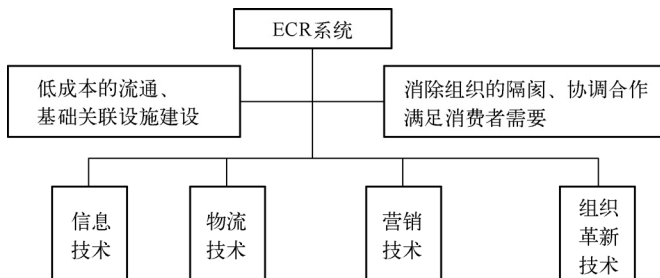 ECR系统
低成本的流通、
基础关联设施建设
消除组织的隔阂、协调合作
满足消费者需要
信息
技术
物流
技术
营销
技术
组织
革新
技术